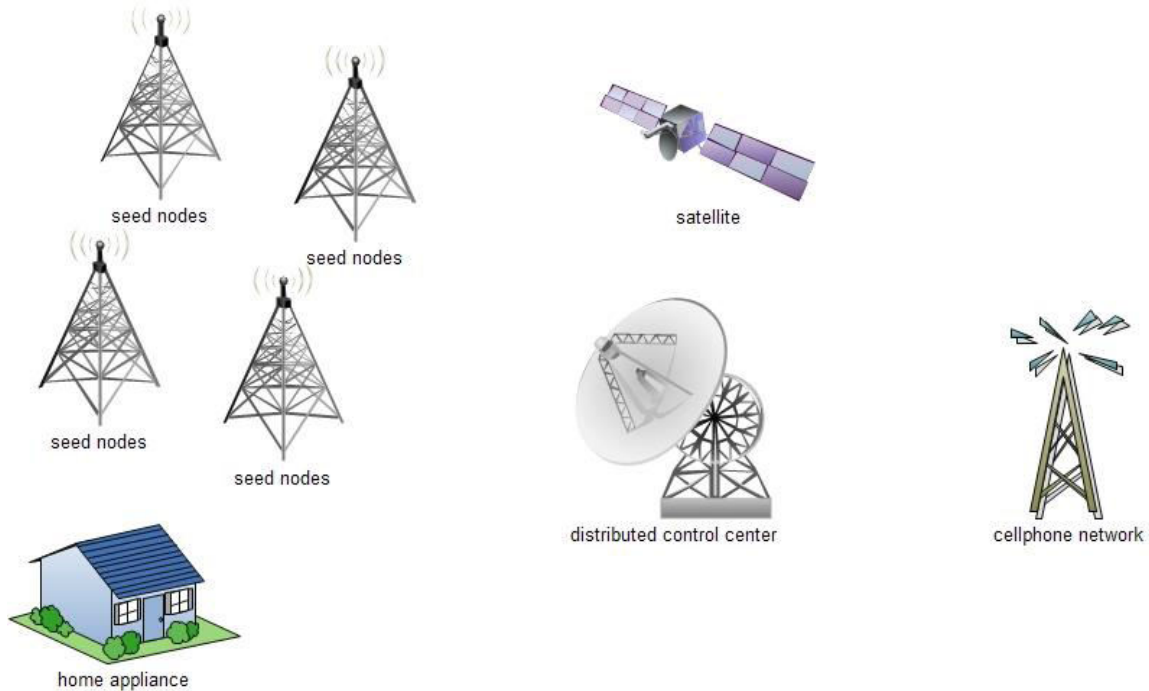 seed nodes
seed nodes
satellite
seed nodes
seed nodes
distributed control center
cellphone network
home appliance